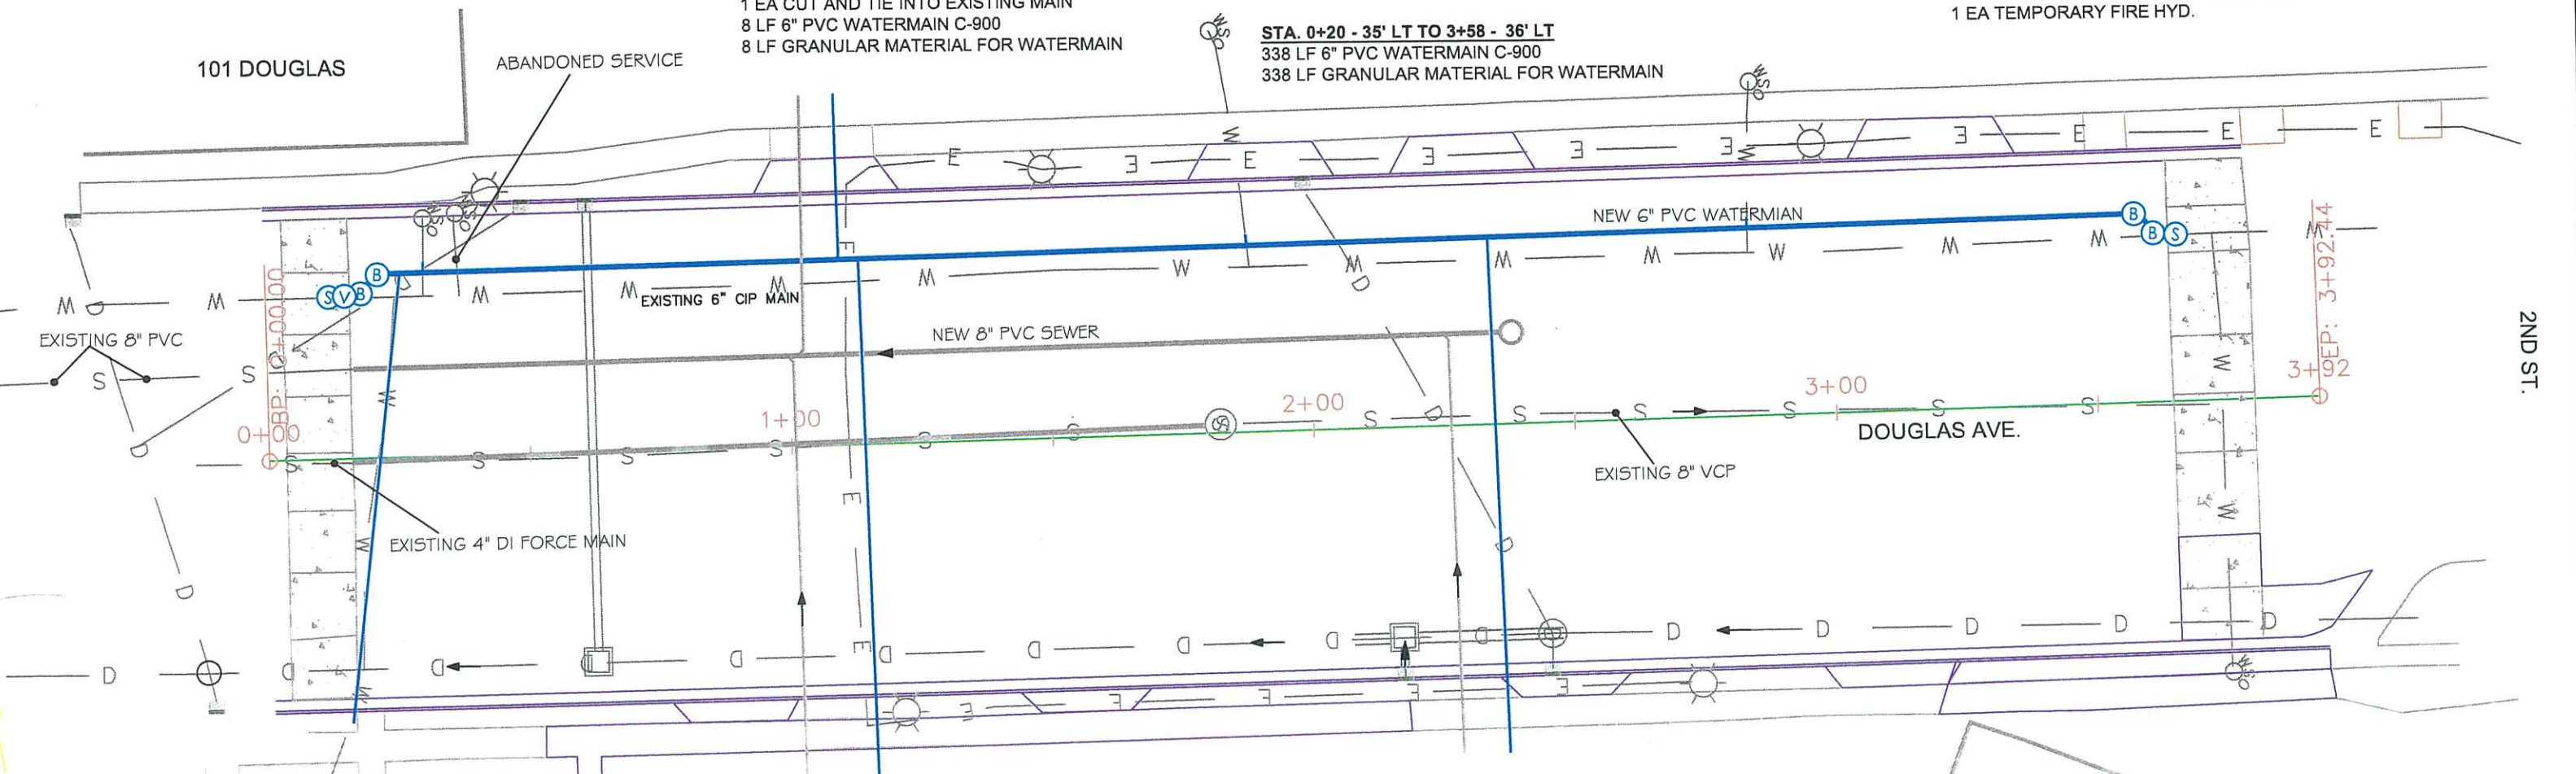 1 EA CUT AND TIE INTO EXISTING MAIN
8 LF 6" PVC WATERMAIN C-900
8 LF GRANULAR MATERIAL FOR WATERMAIN
STA. 0+20 - 35' LT TO 3+58 - 36' LT
338 LF 6" PVC WATERMAIN C-900
338 LF GRANULAR MATERIAL FOR WATERMAIN
1 EA TEMPORARY FIRE HYD.
101 DOUGLAS
ABANDONED SERVICE
WSO
WSO
WSO
WSO
W
W
E E E E E E E E E E
NEW 6" PVC WATERMIAN
B
B S
B
S V B
W D W W W W W W W W W W W W
EXISTING 6" CIP MAIN
EXISTING 8" PVC
NEW 8" PVC SEWER
BP: 0+00.00
EP: 3+92.44
2ND ST.
S S
0+00
1+00
2+00
3+00
3+92
S S S S S S S S S S S S
DOUGLAS AVE.
EXISTING 8" VCP
EXISTING 4" DI FORCE MAIN
D D D D D D D D D D D D D
E E E E E
WSO